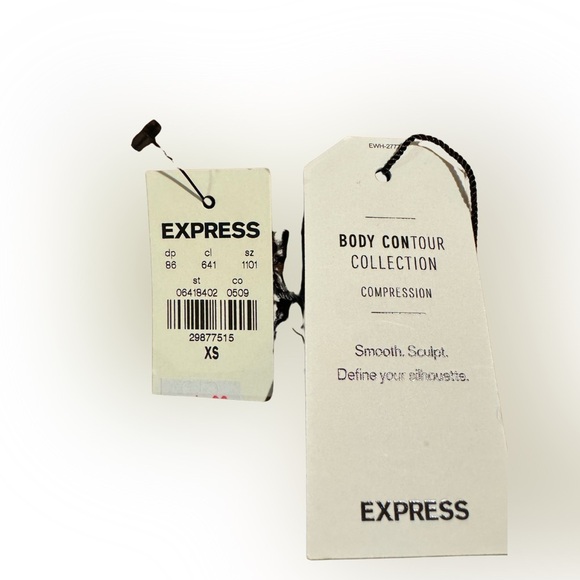 EXPRESS
dp cl sz
86 641 1101
st co
06418402 0509
29877515
XS
BODY CONTOUR
COLLECTION
COMPRESSION
Smooth. Sculpt.
Define your silhouette.
EXPRESS